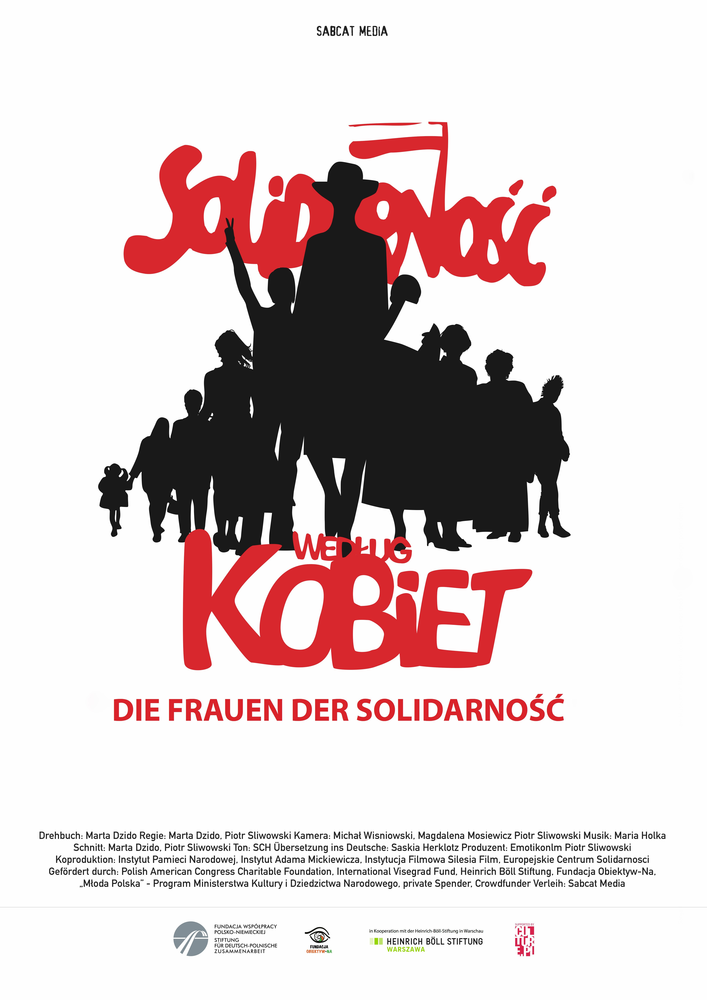 SABCAT MEDIA
Solidarność
WEDŁUG
KOBiET
DIE FRAUEN DER SOLIDARNOŚĆ
Drehbuch: Marta Dzido Regie: Marta Dzido, Piotr Sliwowski Kamera: Michał Wisniowski, Magdalena Mosiewicz Piotr Sliwowski Musik: Maria Holka
Schnitt: Marta Dzido, Piotr Sliwowski Ton: SCH Übersetzung ins Deutsche: Saskia Herklotz Produzent: Emotikonlm Piotr Sliwowski
Koproduktion: Instytut Pamieci Narodowej, Instytut Adama Mickiewicza, Instytucja Filmowa Silesia Film, Europejskie Centrum Solidarnosci
Gefördert durch: Polish American Congress Charitable Foundation, International Visegrad Fund, Heinrich Böll Stiftung, Fundacja Obiektyw-Na,
„Młoda Polska” - Program Ministerstwa Kultury i Dziedzictwa Narodowego, private Spender, Crowdfunder Verleih: Sabcat Media
FUNDACJA WSPÓŁPRACY
POLSKO-NIEMIECKIEJ
STIFTUNG
FÜR DEUTSCH-POLNISCHE
ZUSAMMENARBEIT
FUNDACJA
OBIEKTYW-NA
in Kooperation mit der Heinrich-Böll-Stiftung in Warschau
HEINRICH BÖLL STIFTUNG
WARSZAWA
SUPPORTED BY
CUL
TUR
E.PL